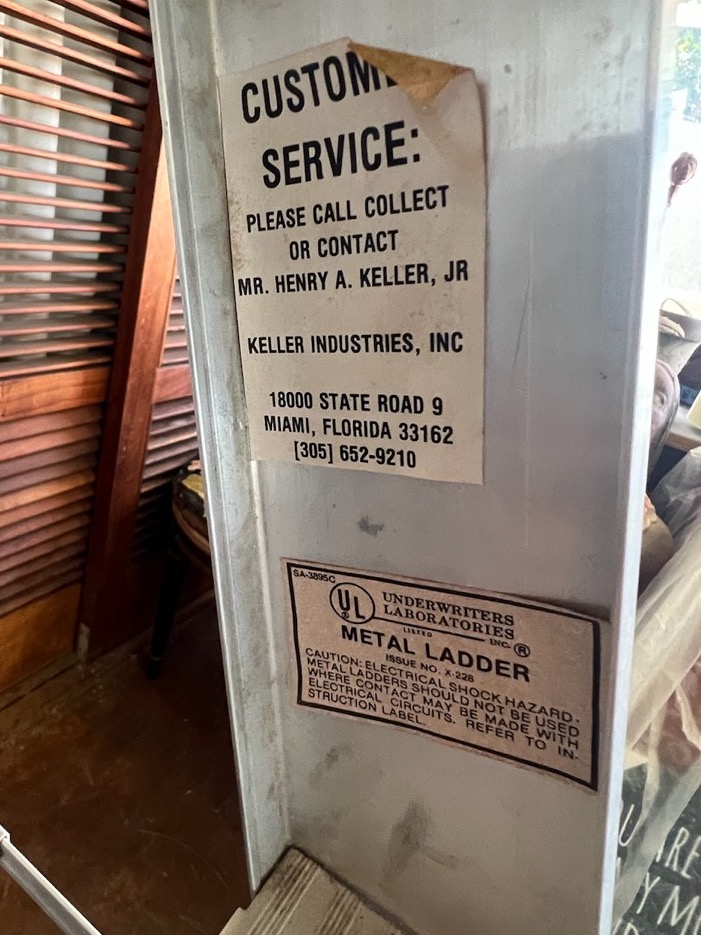 CUSTOM
SERVICE:
PLEASE CALL COLLECT
OR CONTACT
MR. HENRY A. KELLER, JR
KELLER INDUSTRIES, INC
18000 STATE ROAD 9
MIAMI, FLORIDA 33162
[305] 652-9210
SA-3895C
UL
UNDERWRITERS
LABORATORIES
LISTED INC. ®
METAL LADDER
ISSUE NO. X-228
CAUTION: ELECTRICAL SHOCK HAZARD-
METAL LADDERS SHOULD NOT BE USED
WHERE CONTACT MAY BE MADE WITH
ELECTRICAL CIRCUITS. REFER TO IN-
STRUCTION LABEL.